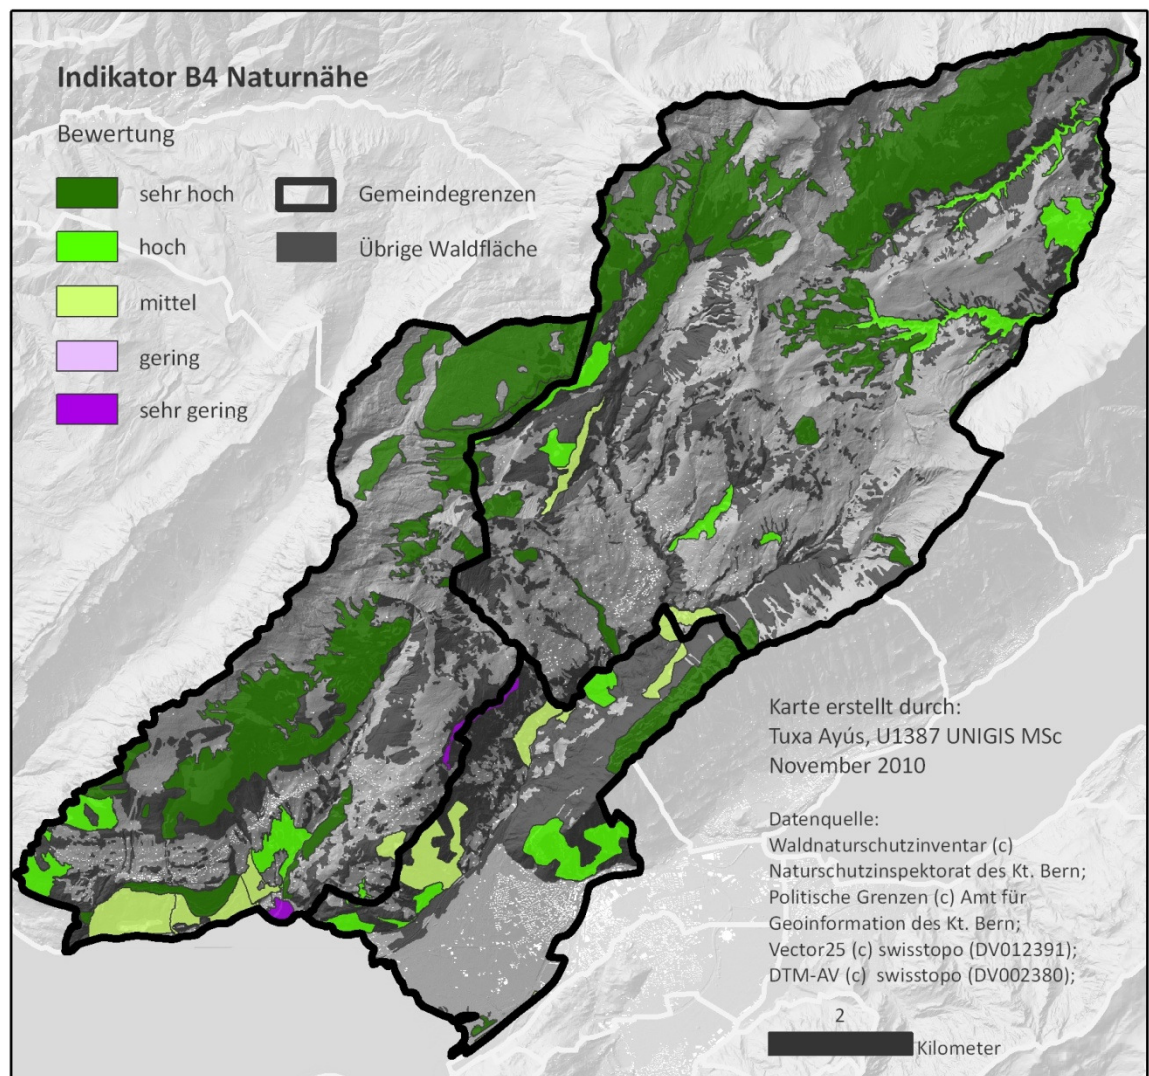 Indikator B4 Naturnähe
Bewertung
sehr hoch
hoch
mittel
gering
sehr gering
Gemeindegrenzen
Übrige Waldfläche
Karte erstellt durch:
Tuxa Ayús, U1387 UNIGIS MSc
November 2010
Datenquelle:
Waldnaturschutzinventar (c)
Naturschutzinspektorat des Kt. Bern;
Politische Grenzen (c) Amt für
Geoinformation des Kt. Bern;
Vector25 (c) swisstopo (DV012391);
DTM-AV (c) swisstopo (DV002380);
2
Kilometer